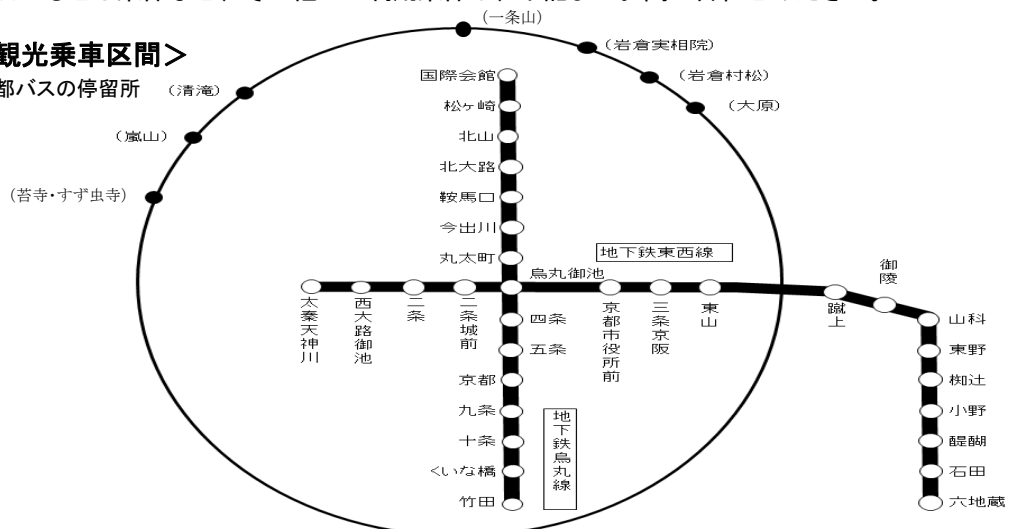 観光乗車区間＞
都バスの停留所
(一条山)
(岩倉実相院)
(岩倉村松)
(大原)
(清滝)
(嵐山)
(苔寺・すず虫寺)
国際会館
松ヶ崎
北山
北大路
鞍馬口
今出川
丸太町
烏丸御池
地下鉄東西線
太秦天神川
西大路御池
二条
二条城前
京都市役所前
三条京阪
東山
蹴上
御陵
山科
東野
椥辻
小野
醍醐
石田
六地蔵
四条
五条
京都
九条
十条
くいな橋
竹田
地下鉄烏丸線